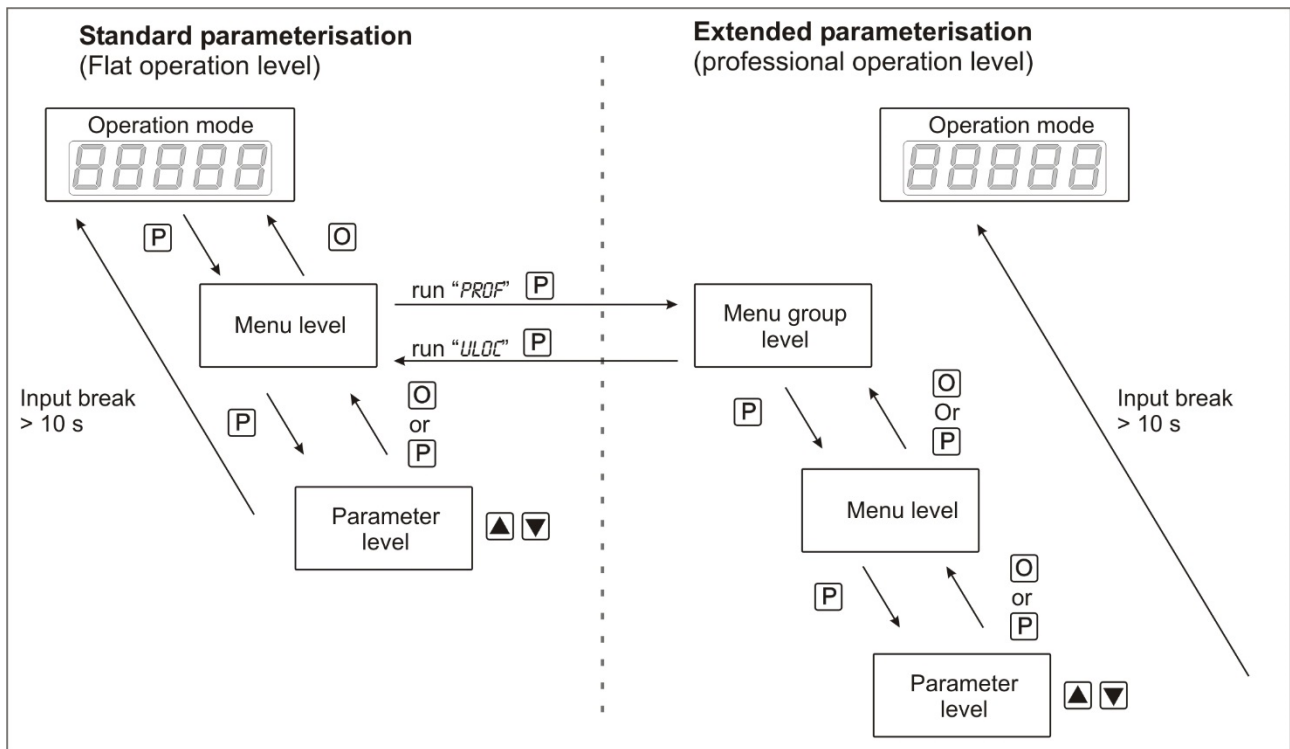 Standard parameterisation
(Flat operation level)
Operation mode
88888
P
O
Menu level
run “PROF” P
run “ULOC” P
Input break
> 10 s
P
O
or
P
Parameter
level
▲ ▼
Extended parameterisation
(professional operation level)
Operation mode
88888
Menu group
level
P
O
Or
P
Input break
> 10 s
Menu level
P
O
or
P
Parameter
level
▲ ▼